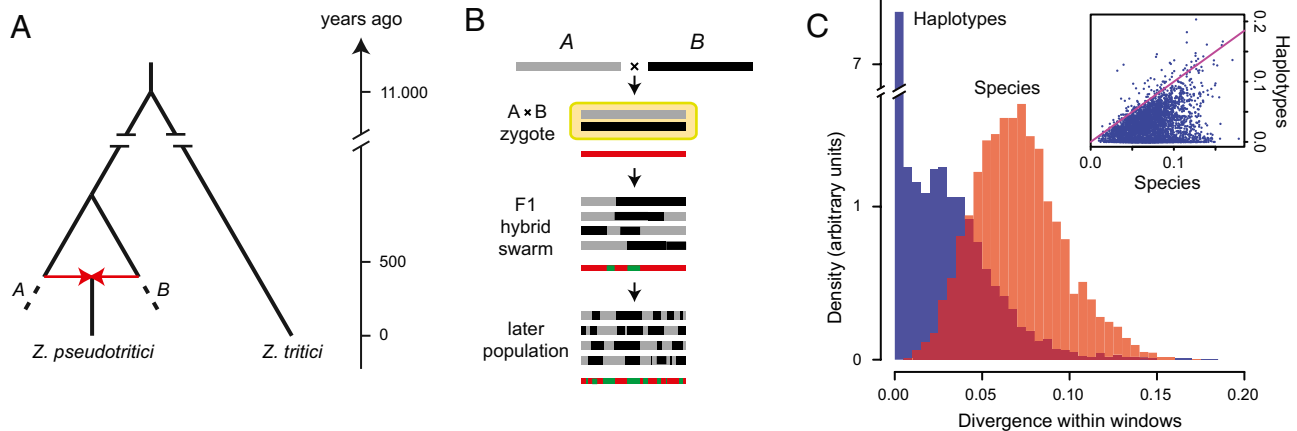 A
years ago
11.000
500
0
A
B
Z. pseudotritici
Z. tritici
B
A
B
×
A × B
zygote
F1
hybrid
swarm
later
population
C
Haplotypes
Species
7
1
0
Density (arbitrary units)
0.00
0.05
0.10
0.15
0.20
Divergence within windows
0.2
0.1
0.0
Haplotypes
0.0
0.1
Species